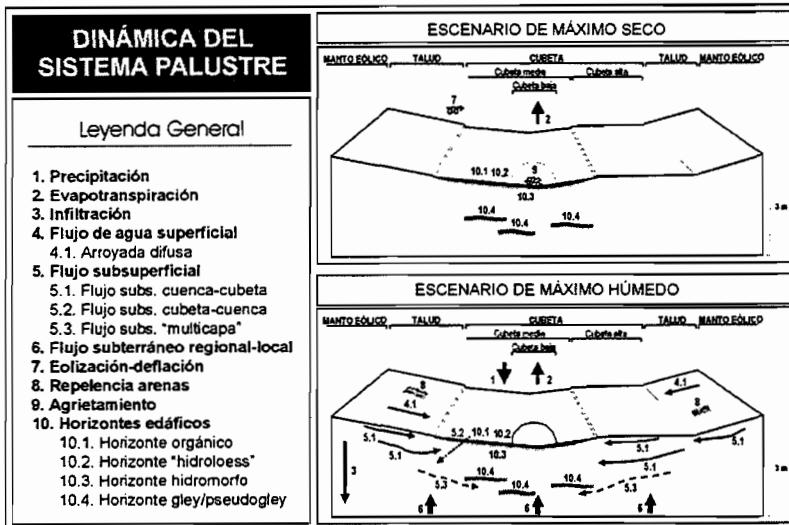 DINÁMICA DEL
SISTEMA PALUSTRE
Leyenda General
1. Precipitación
2. Evapotranspiración
3. Infiltración
4. Flujo de agua superficial
4.1. Arroyada difusa
5. Flujo subsuperficial
5.1. Flujo subs. cuenca-cubeta
5.2. Flujo subs. cubeta-cuenca
5.3. Flujo subs. "multicapa"
6. Flujo subterráneo regional-local
7. Eolización-deflación
8. Repelencia arenas
9. Agrietamiento
10. Horizontes edáficos
10.1. Horizonte orgánico
10.2. Horizonte "hidroloess"
10.3. Horizonte hidromorfo
10.4. Horizonte gley/pseudogley
ESCENARIO DE MÁXIMO SECO
MANTO EÓLICO TALUD CUBETA TALUD MANTO EÓLICO
Cubeta media Cubeta alta
Cubeta baja
7
2
10.1 10.2 9
10.3
10.4 10.4
10.4
3 m
ESCENARIO DE MÁXIMO HÚMEDO
MANTO EÓLICO TALUD CUBETA TALUD MANTO EÓLICO
Cubeta media Cubeta alta
Cubeta baja
1 2
8 4.1
4.1 8
5.1 5.2 10.1 10.2 5.1
5.1 10.3 5.1
5.1
3 10.4 3 m
5.3 10.4 10.4 5.3
6 6 6